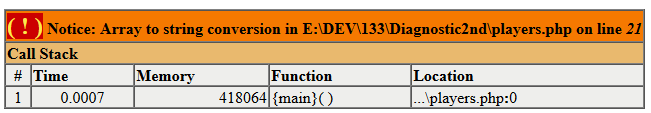 ( ! ) Notice: Array to string conversion in E:\DEV\133\Diagnostic2nd\players.php on line 21
Call Stack
# Time Memory Function Location
1 0.0007 418064 {main}( ) ...\players.php:0